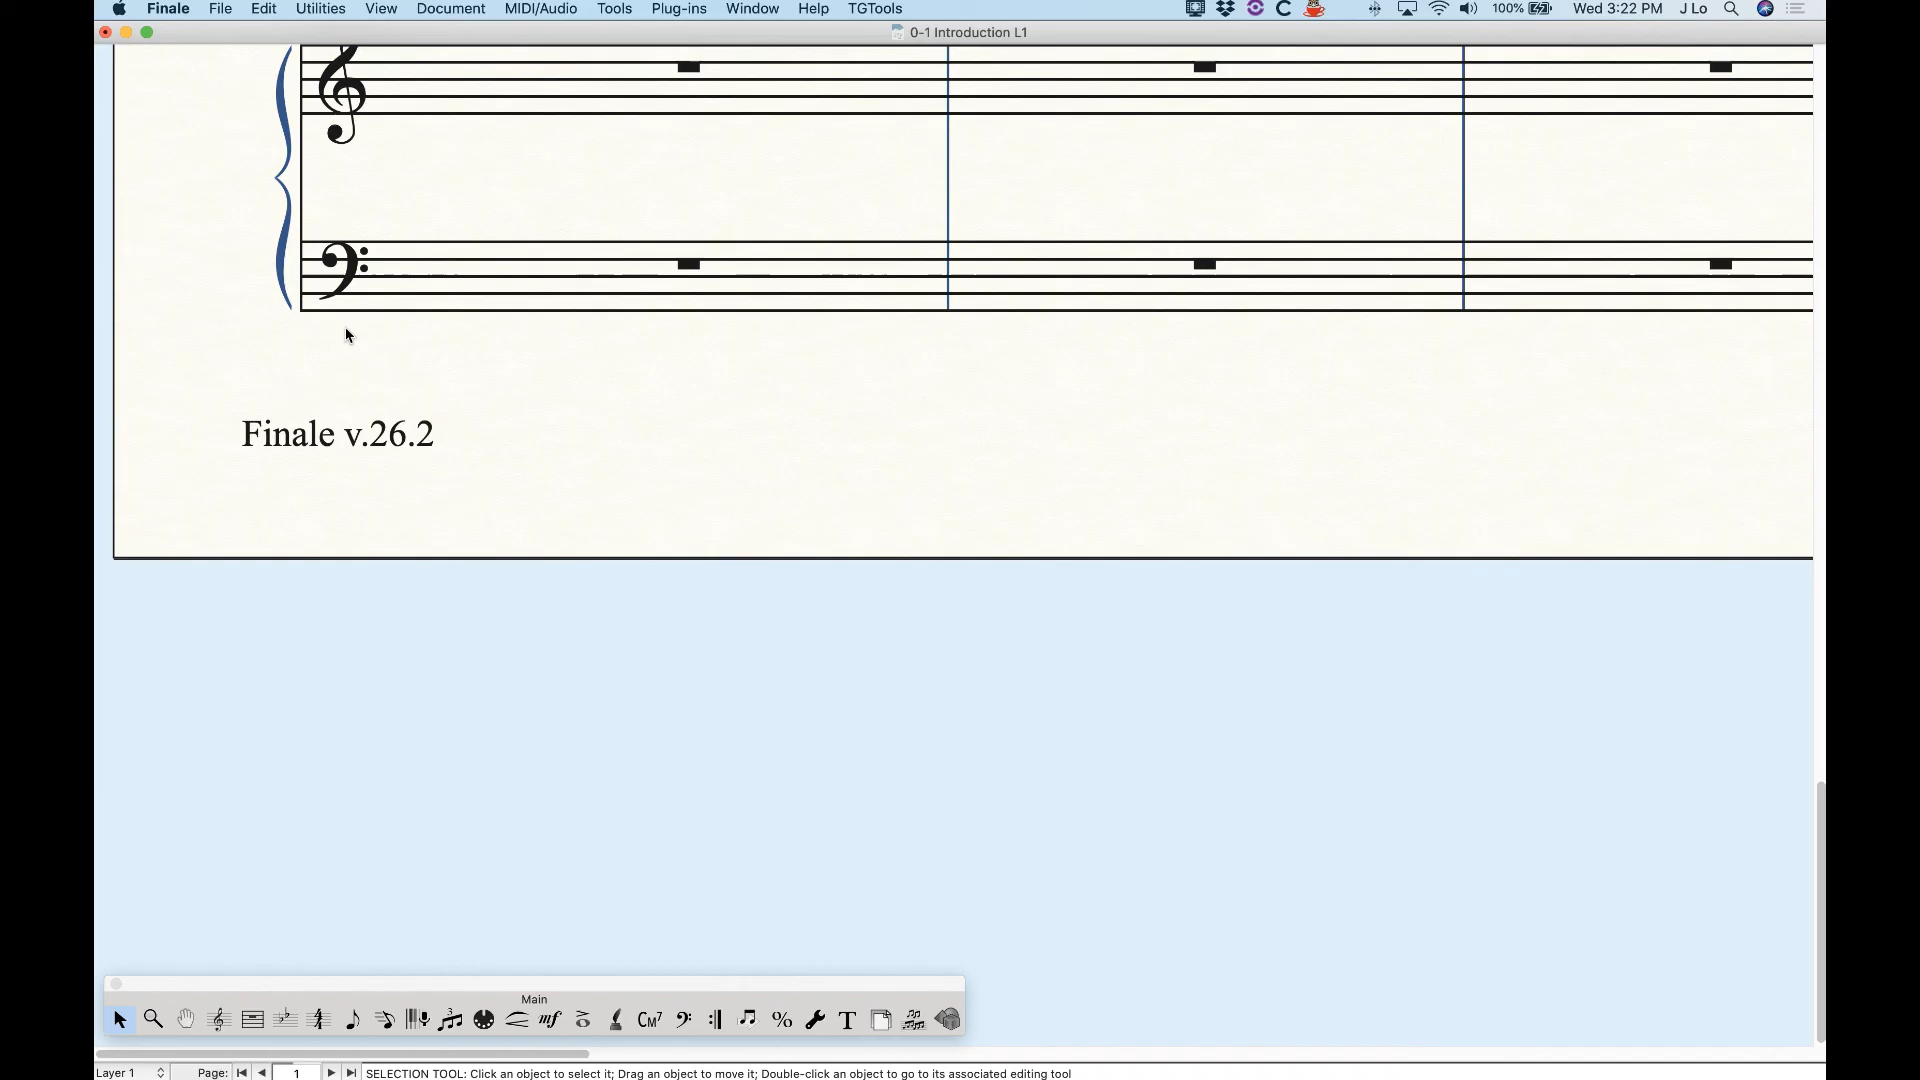 Finale File Edit Utilities View Document MIDI/Audio Tools Plug-ins Window Help TGTools 100% Wed 3:22 PM J Lo
0-1 Introduction L1
Finale v.26.2
Main
mf CM7 % T
Layer 1 Page: 1 SELECTION TOOL: Click an object to select it; Drag an object to move it; Double-click an object to go to its associated editing tool